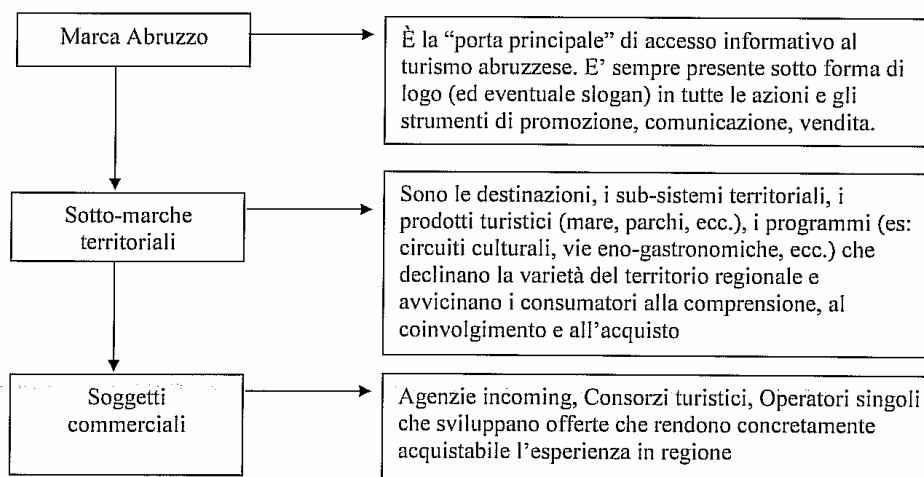 Marca Abruzzo
È la “porta principale” di accesso informativo al
turismo abruzzese. E’ sempre presente sotto forma di
logo (ed eventuale slogan) in tutte le azioni e gli
strumenti di promozione, comunicazione, vendita.
Sotto-marche
territoriali
Sono le destinazioni, i sub-sistemi territoriali, i
prodotti turistici (mare, parchi, ecc.), i programmi (es:
circuiti culturali, vie eno-gastronomiche, ecc.) che
declinano la varietà del territorio regionale e
avvicinano i consumatori alla comprensione, al
coinvolgimento e all’acquisto
Soggetti
commerciali
Agenzie incoming, Consorzi turistici, Operatori singoli
che sviluppano offerte che rendono concretamente
acquistabile l’esperienza in regione